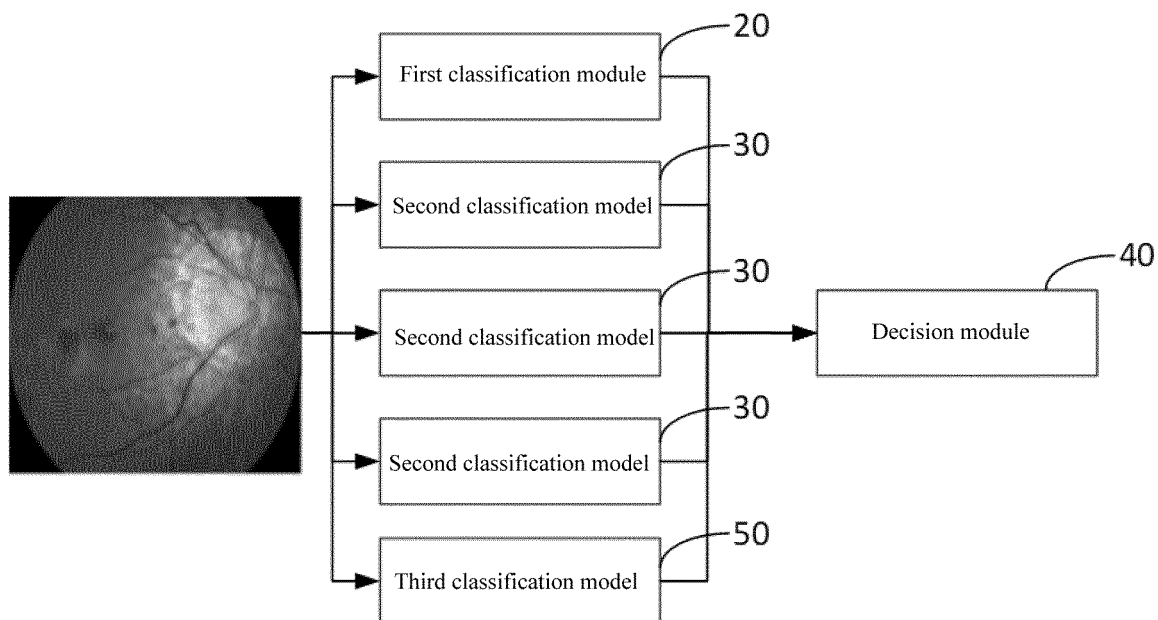 20
First classification module
30
Second classification model
30
Second classification model
40
Decision module
30
Second classification model
50
Third classification model